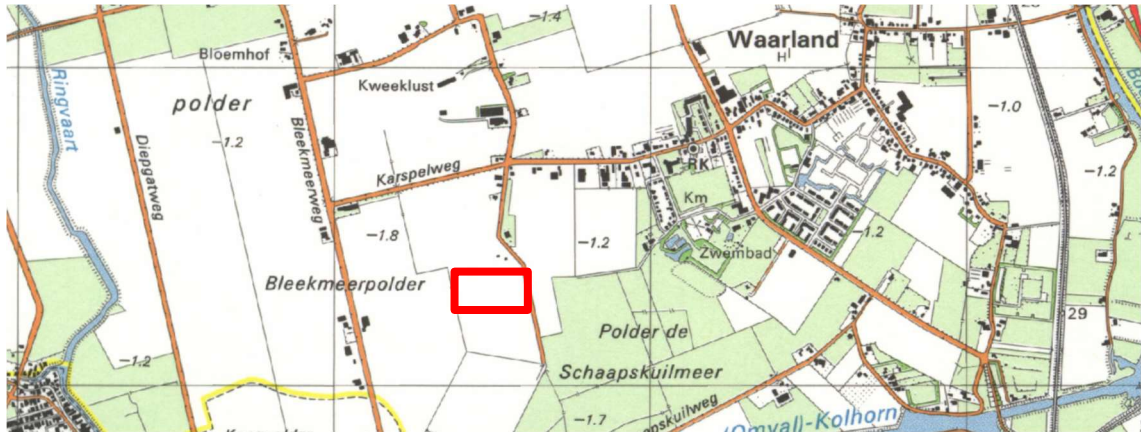 -1.4
Waarland
H
Bloemhof
Ringvaart
Kweeklust
polder
-1.0
-1.2
Diepgatweg
Bleekmeerweg
Karspelweg
RK
-1.2
Km
-1.8
-1.2
-1.2
Zwembad
Bleekmeerpolder
Polder de
29
-1.2
Schaapskuilmeer
-1.7
(Omval)-Kolhorn